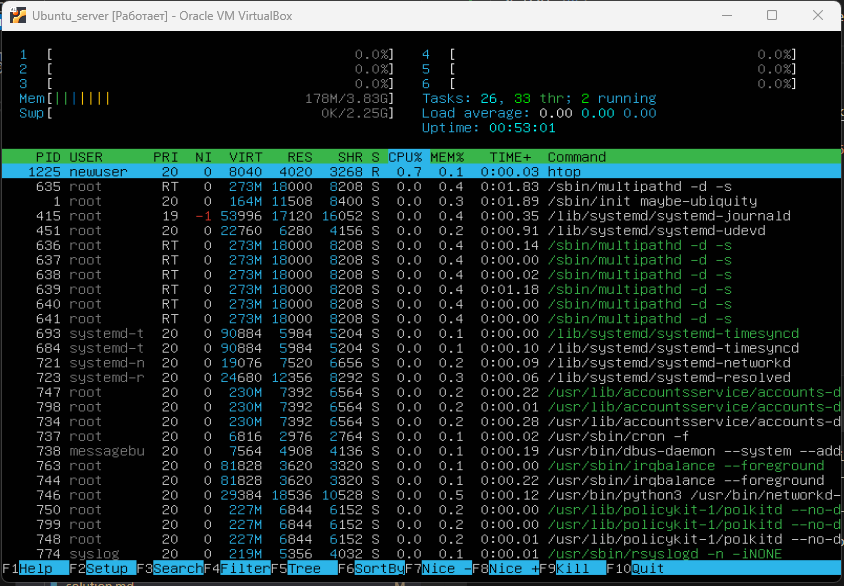 Ubuntu_server [Работает] - Oracle VM VirtualBox
1 [ 0.0%] 4 [ 0.0%]
2 [ 0.0%] 5 [ 0.0%]
3 [ 0.0%] 6 [ 0.0%]
Mem[||||||| 178M/3.83G] Tasks: 26, 33 thr; 2 running
Swp[ 0K/2.25G] Load average: 0.00 0.00 0.00
Uptime: 00:53:01
PID USER PRI NI VIRT RES SHR S CPU% MEM% TIME+ Command
1225 newuser 20 0 8040 4020 3268 R 0.7 0.1 0:00.03 htop
635 root RT 0 273M 18000 8208 S 0.0 0.4 0:01.83 /sbin/multipathd -d -s
1 root 20 0 164M 11508 8400 S 0.0 0.3 0:01.89 /sbin/init maybe-ubiquity
415 root 19 -1 53996 17120 16052 S 0.0 0.4 0:00.35 /lib/systemd/systemd-journald
451 root 20 0 22760 6280 4156 S 0.0 0.2 0:00.91 /lib/systemd/systemd-udevd
636 root RT 0 273M 18000 8208 S 0.0 0.4 0:00.14 /sbin/multipathd -d -s
637 root RT 0 273M 18000 8208 S 0.0 0.4 0:00.00 /sbin/multipathd -d -s
638 root RT 0 273M 18000 8208 S 0.0 0.4 0:00.02 /sbin/multipathd -d -s
639 root RT 0 273M 18000 8208 S 0.0 0.4 0:01.18 /sbin/multipathd -d -s
640 root RT 0 273M 18000 8208 S 0.0 0.4 0:00.00 /sbin/multipathd -d -s
641 root RT 0 273M 18000 8208 S 0.0 0.4 0:00.00 /sbin/multipathd -d -s
693 systemd-t 20 0 90884 5984 5204 S 0.0 0.1 0:00.00 /lib/systemd/systemd-timesyncd
684 systemd-t 20 0 90884 5984 5204 S 0.0 0.1 0:00.10 /lib/systemd/systemd-timesyncd
721 systemd-n 20 0 19076 7520 6656 S 0.0 0.2 0:00.09 /lib/systemd/systemd-networkd
723 systemd-r 20 0 24680 12356 8292 S 0.0 0.3 0:00.06 /lib/systemd/systemd-resolved
747 root 20 0 230M 7392 6564 S 0.0 0.2 0:00.22 /usr/lib/accountsservice/accounts-d
798 root 20 0 230M 7392 6564 S 0.0 0.2 0:00.01 /usr/lib/accountsservice/accounts-d
734 root 20 0 230M 7392 6564 S 0.0 0.2 0:00.28 /usr/lib/accountsservice/accounts-d
737 root 20 0 6816 2976 2764 S 0.0 0.1 0:00.02 /usr/sbin/cron -f
738 messagebu 20 0 7564 4908 4136 S 0.0 0.1 0:00.19 /usr/bin/dbus-daemon --system --add
763 root 20 0 81828 3620 3320 S 0.0 0.1 0:00.00 /usr/sbin/irqbalance --foreground
744 root 20 0 81828 3620 3320 S 0.0 0.1 0:00.22 /usr/sbin/irqbalance --foreground
746 root 20 0 29384 18536 10528 S 0.0 0.5 0:00.12 /usr/bin/python3 /usr/bin/networkd-
750 root 20 0 227M 6844 6152 S 0.0 0.2 0:00.00 /usr/lib/policykit-1/polkitd --no-d
799 root 20 0 227M 6844 6152 S 0.0 0.2 0:00.00 /usr/lib/policykit-1/polkitd --no-d
748 root 20 0 227M 6844 6152 S 0.0 0.2 0:00.01 /usr/lib/policykit-1/polkitd --no-d
774 syslog 20 0 219M 5356 4032 S 0.0 0.1 0:00.01 /usr/sbin/rsyslogd -n -iNONE
F1Help F2Setup F3SearchF4FilterF5Tree F6SortByF7Nice -F8Nice +F9Kill F10Quit